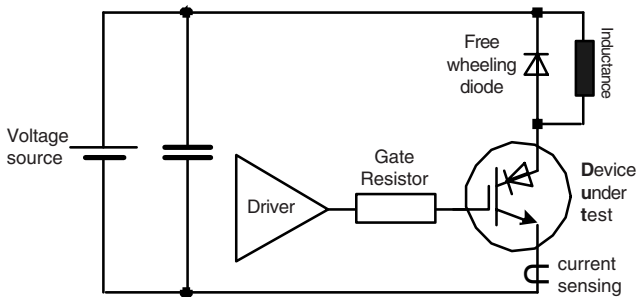 Free
wheeling
diode
Inductance
Voltage
source
Gate
Resistor
Driver
Device
under
test
current
sensing